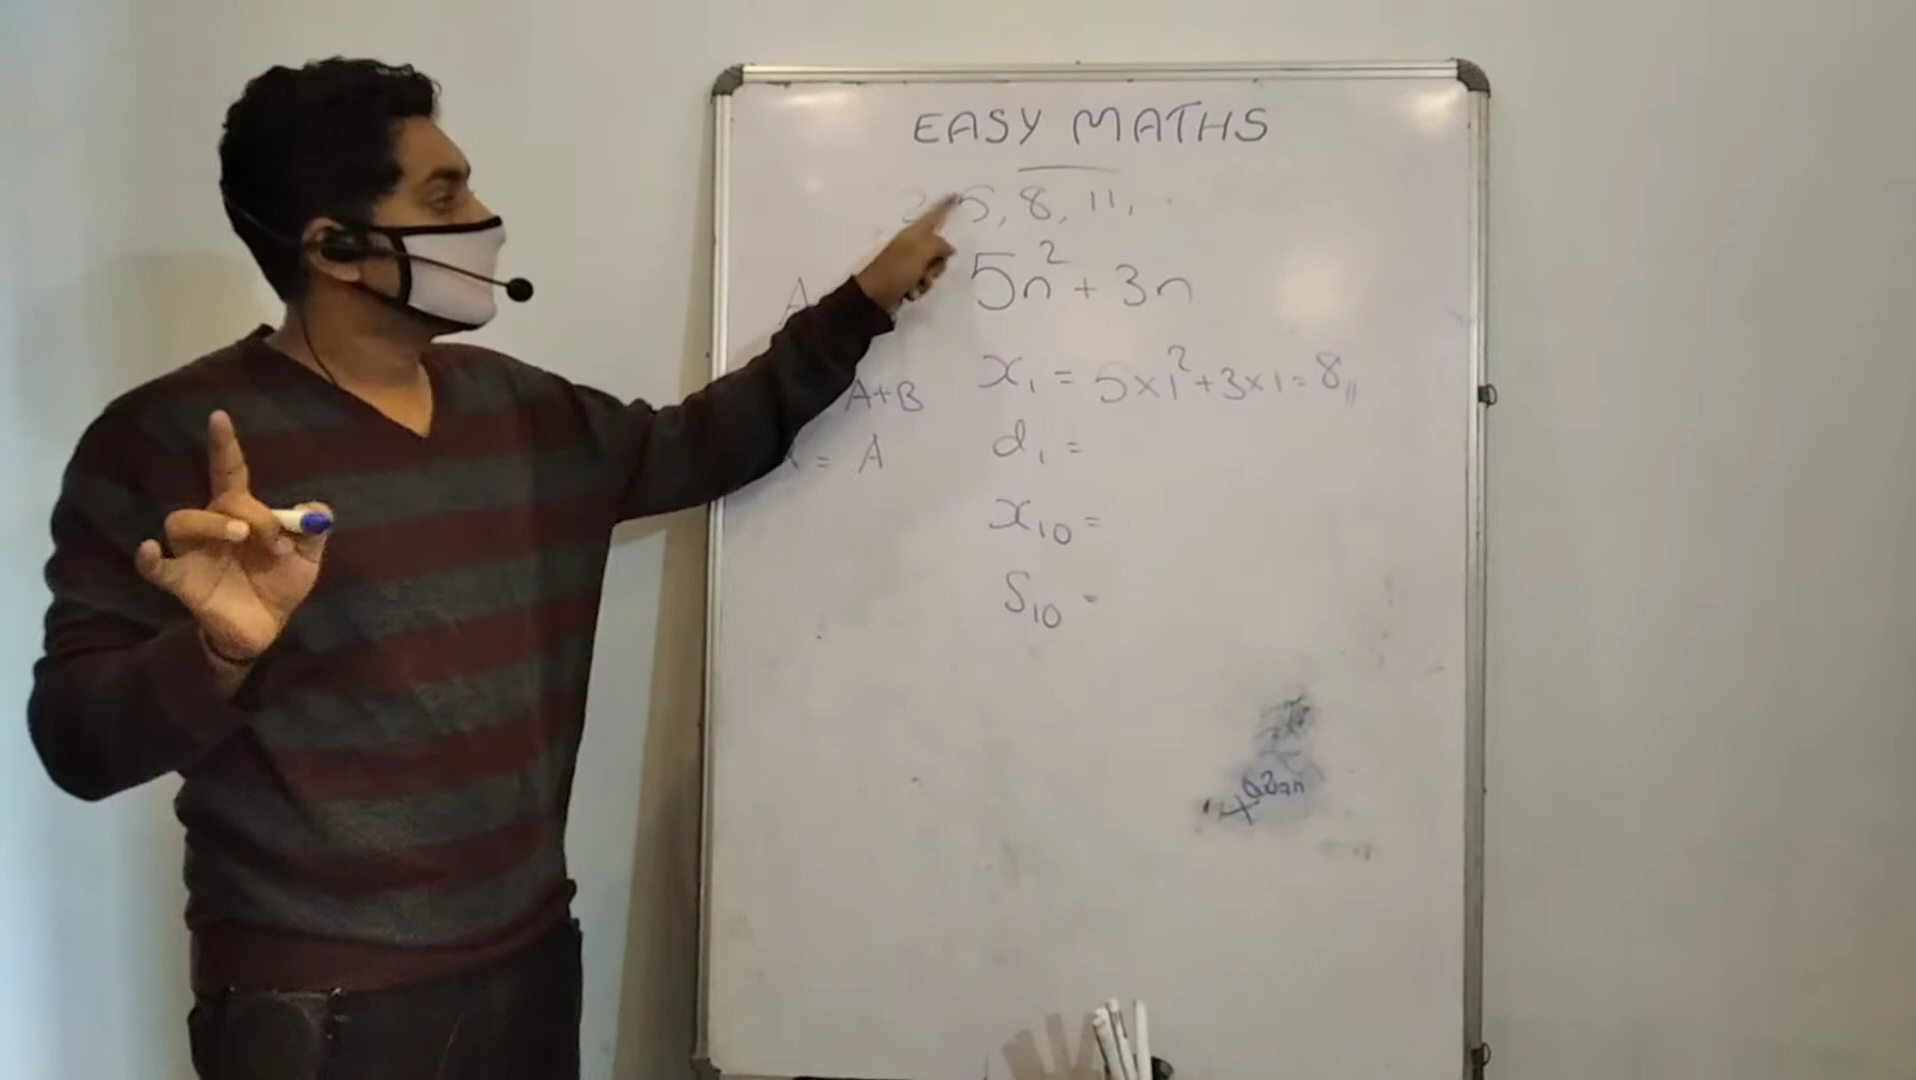 EASY MATHS
5, 8, 11, ...
5n² + 3n
A
x₁ = 5×1²+3×1=8,,
A+B
d₁ =
= A
x₁₀ =
S₁₀ =